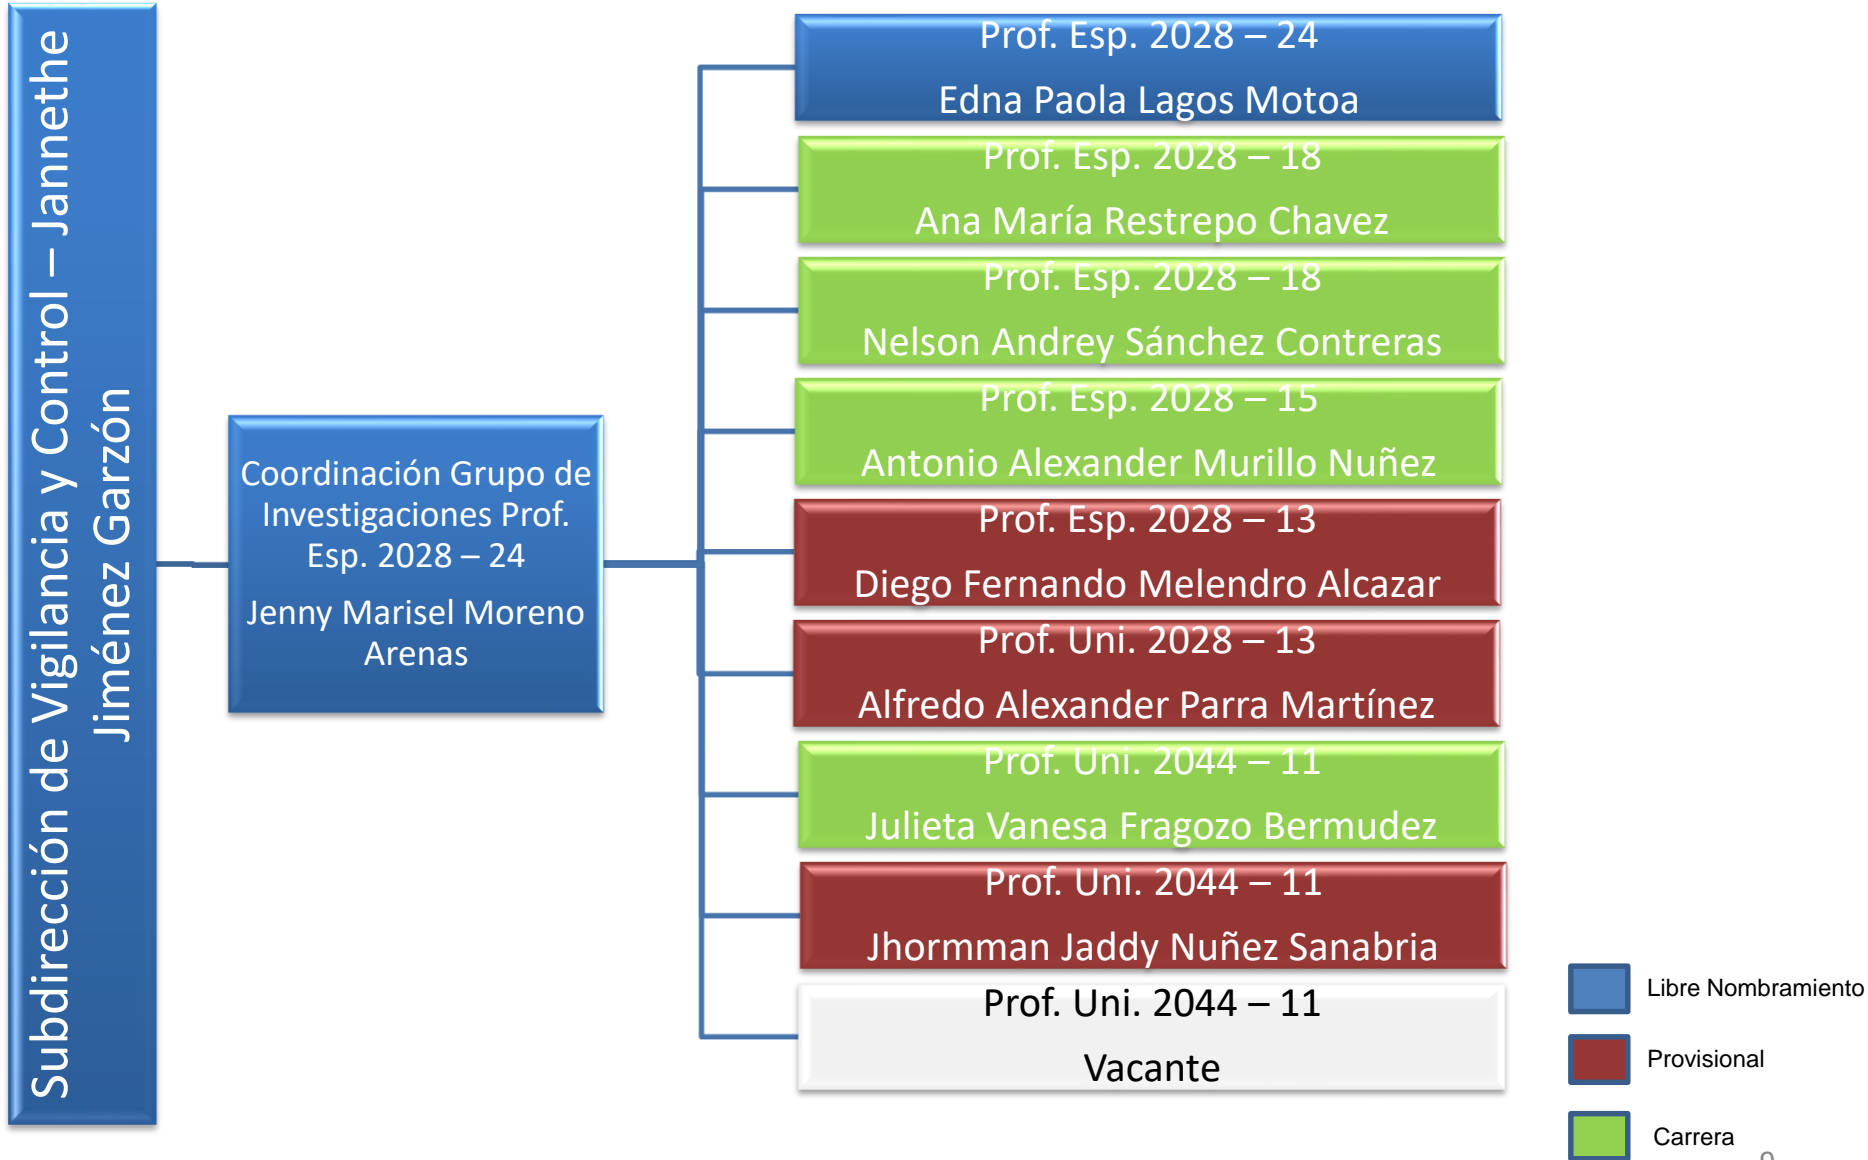 Subdirección de Vigilancia y Control – Jannethe
Jiménez Garzón
Coordinación Grupo de
Investigaciones Prof.
Esp. 2028 – 24
Jenny Marisel Moreno
Arenas
Prof. Esp. 2028 – 24
Edna Paola Lagos Motoa
Prof. Esp. 2028 – 18
Ana María Restrepo Chavez
Prof. Esp. 2028 – 18
Nelson Andrey Sánchez Contreras
Prof. Esp. 2028 – 15
Antonio Alexander Murillo Nuñez
Prof. Esp. 2028 – 13
Diego Fernando Melendro Alcazar
Prof. Uni. 2028 – 13
Alfredo Alexander Parra Martínez
Prof. Uni. 2044 – 11
Julieta Vanesa Fragozo Bermudez
Prof. Uni. 2044 – 11
Jhormman Jaddy Nuñez Sanabria
Prof. Uni. 2044 – 11
Vacante
Libre Nombramiento
Provisional
Carrera